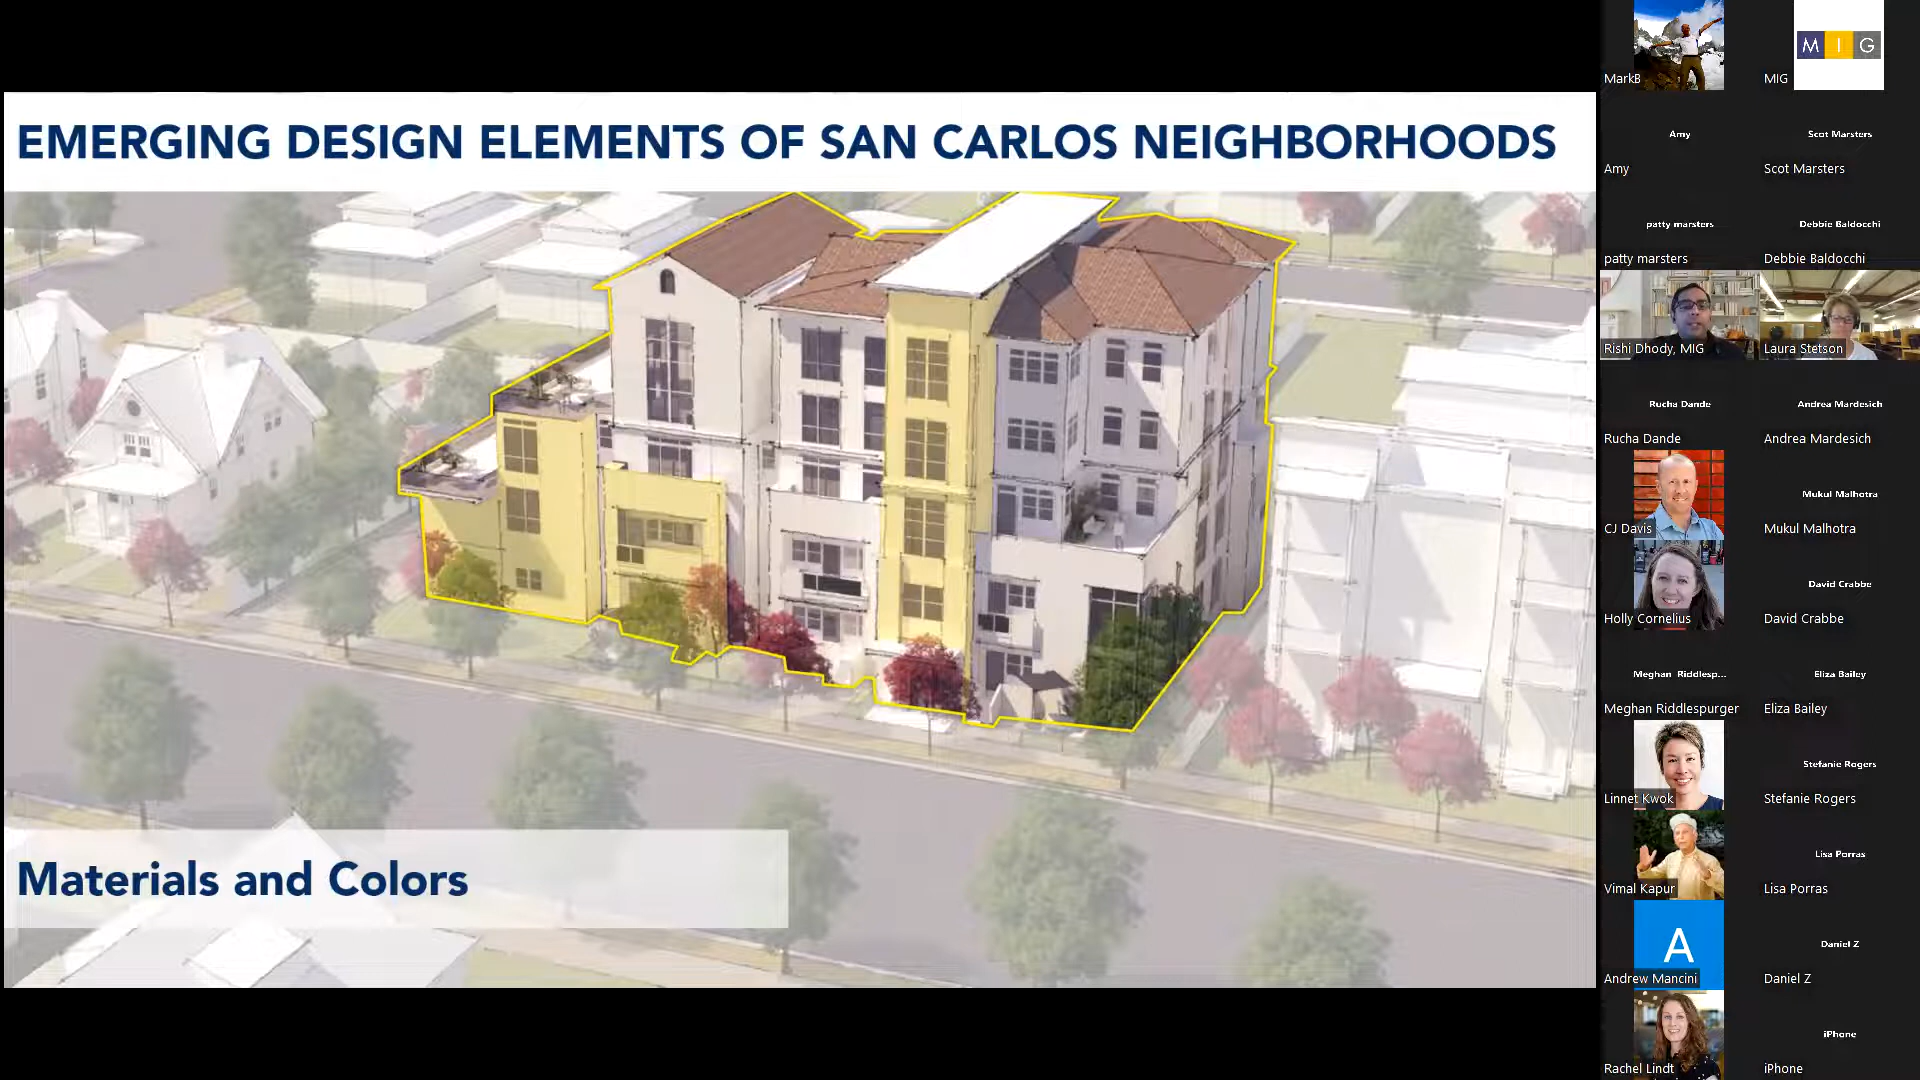 EMERGING DESIGN ELEMENTS OF SAN CARLOS NEIGHBORHOODS
Materials and Colors
MarkB
M I G
MIG
Amy
Amy
Scot Marsters
Scot Marsters
patty marsters
patty marsters
Debbie Baldocchi
Debbie Baldocchi
Rishi Dhody, MIG
Laura Stetson
Rucha Dande
Rucha Dande
Andrea Mardesich
Andrea Mardesich
CJ Davis
Mukul Malhotra
Mukul Malhotra
Holly Cornelius
David Crabbe
David Crabbe
Meghan Riddlesp...
Meghan Riddlespurger
Eliza Bailey
Eliza Bailey
Linnet Kwok
Stefanie Rogers
Stefanie Rogers
Vimal Kapur
Lisa Porras
Lisa Porras
A
Andrew Mancini
Daniel Z
Daniel Z
Rachel Lindt
iPhone
iPhone